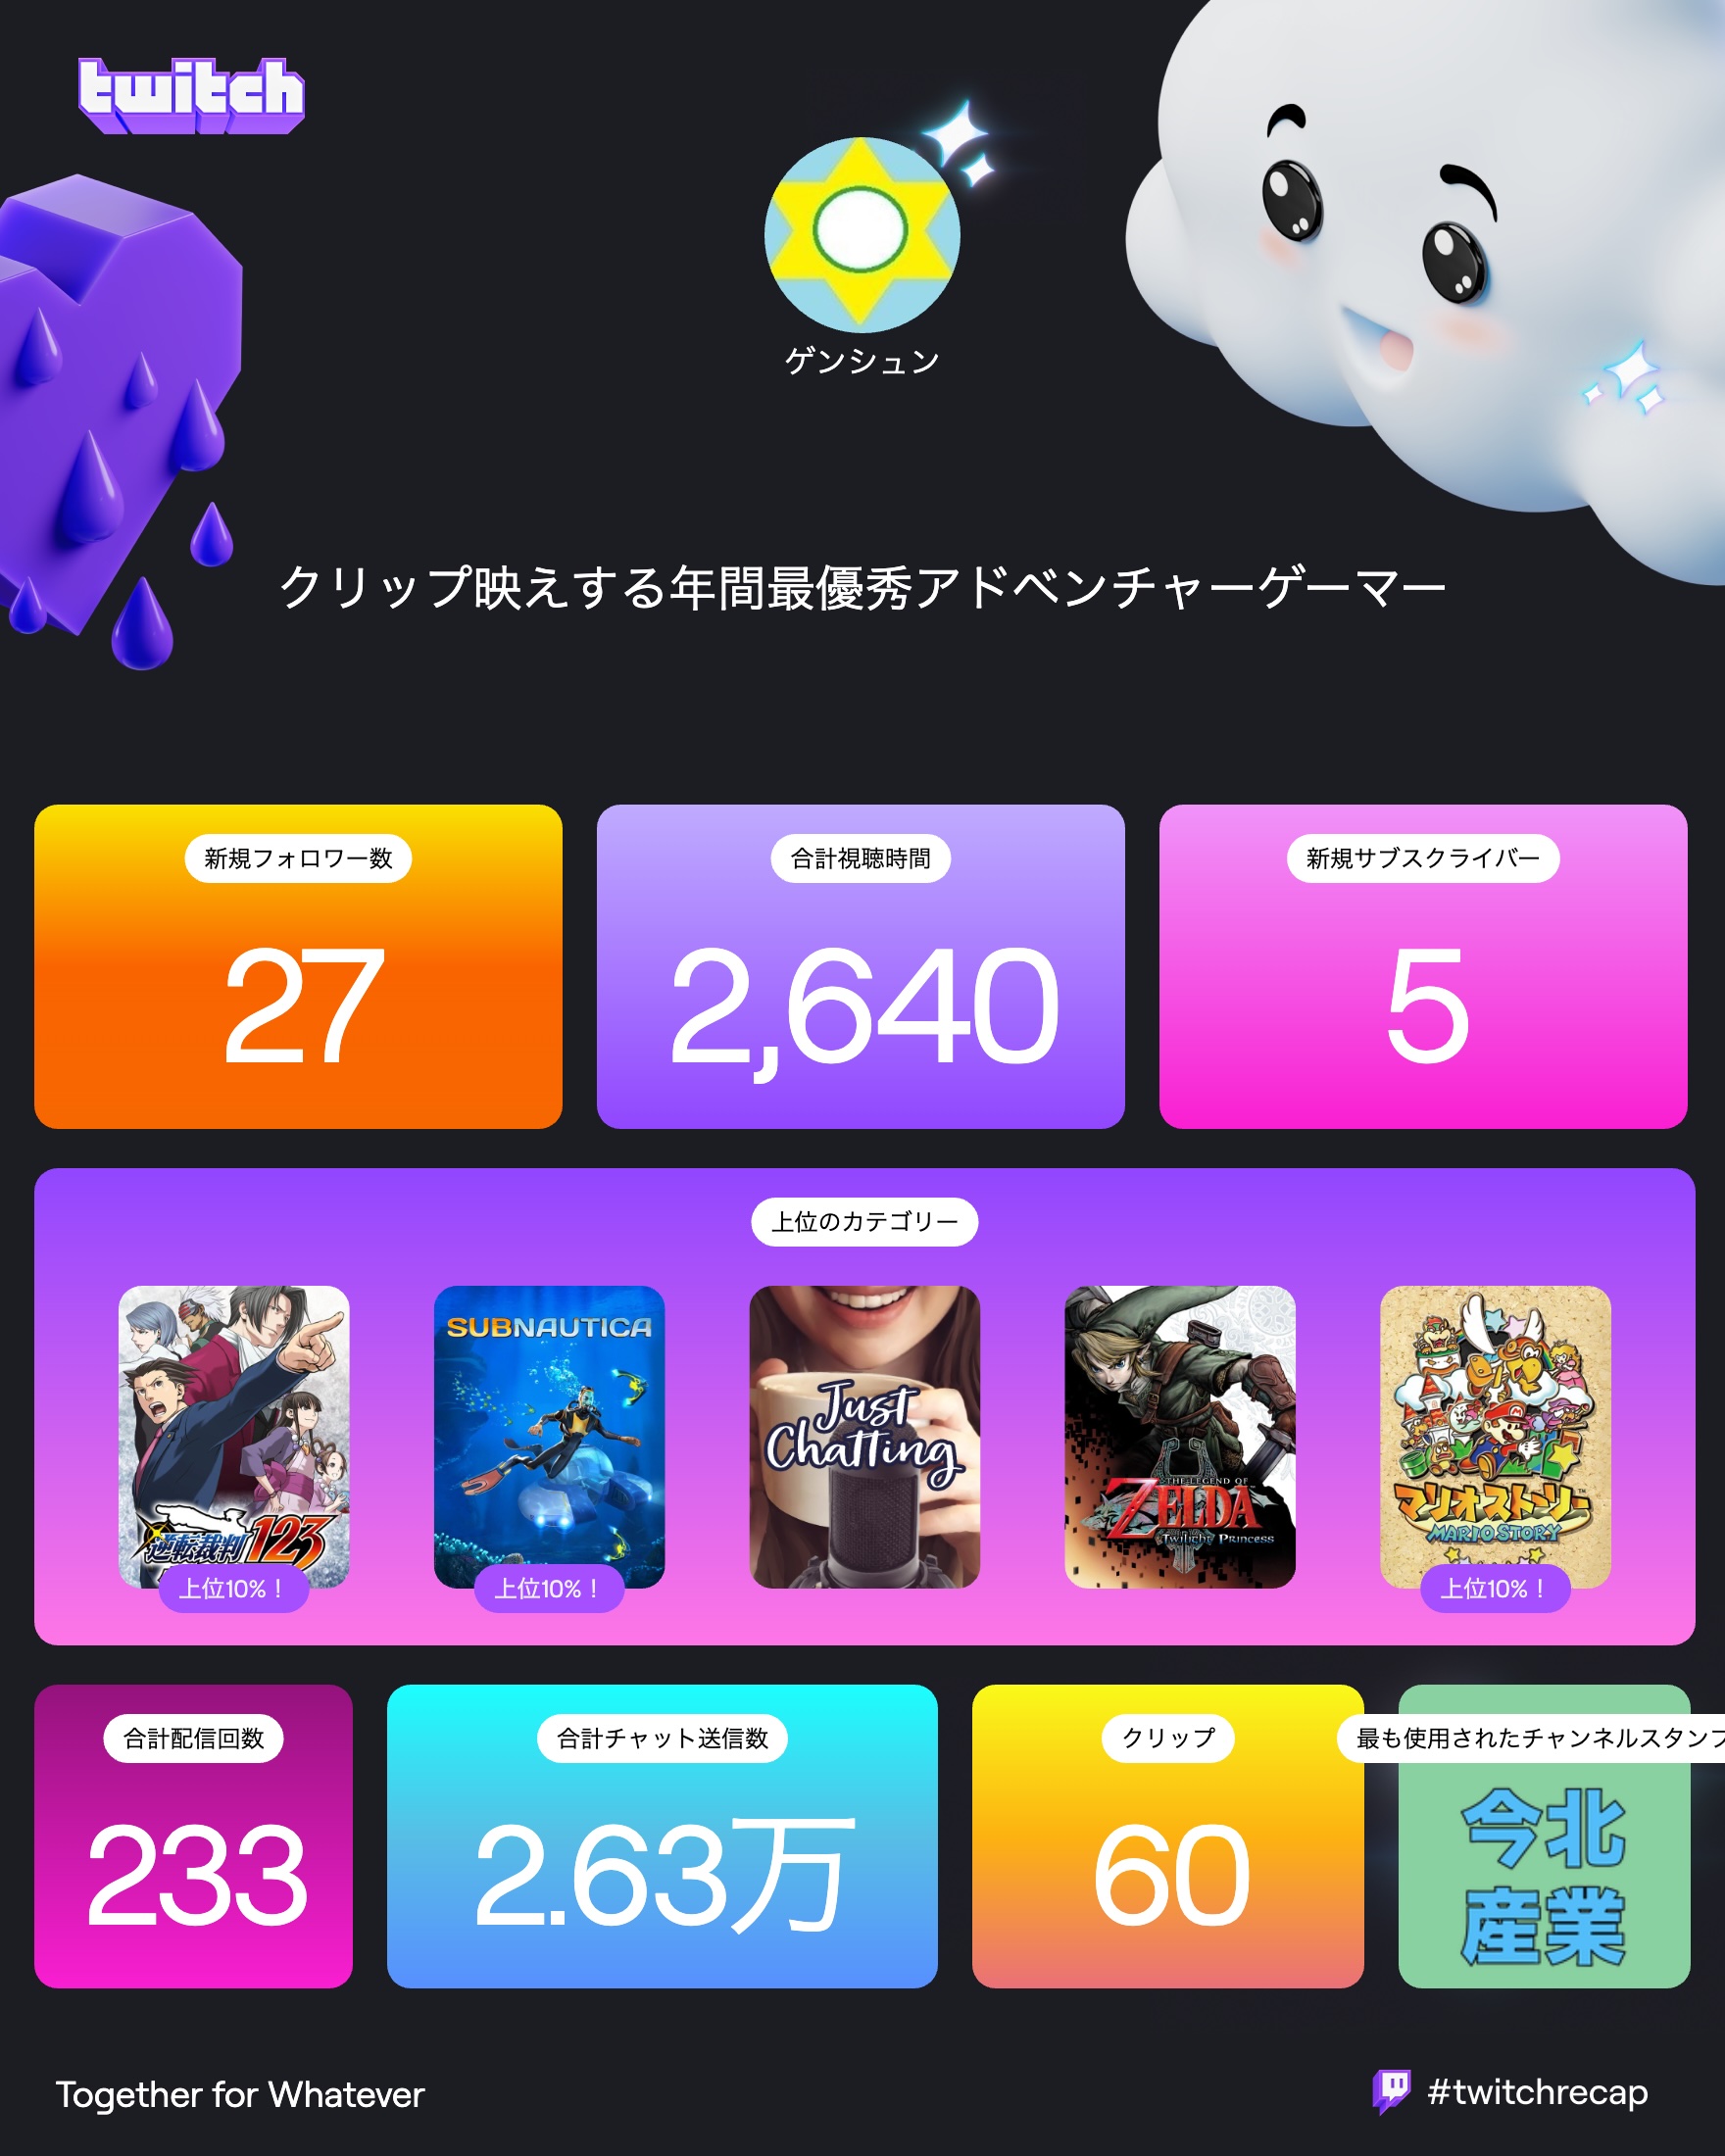 twitch
ゲンシュン
クリップ映えする年間最優秀アドベンチャーゲーマー
新規フォロワー数
27
合計視聴時間
2,640
新規サブスクライバー
5
上位のカテゴリー
逆転裁判123
上位10%！
SUBNAUTICA
上位10%！
Just
Chatting
THE LEGEND OF
ZELDA
Twilight Princess
マリオストーリー
MARIO STORY
上位10%！
合計配信回数
233
合計チャット送信数
2.63万
クリップ
60
最も使用されたチャンネルスタンプ
今北
産業
Together for Whatever
#twitchrecap